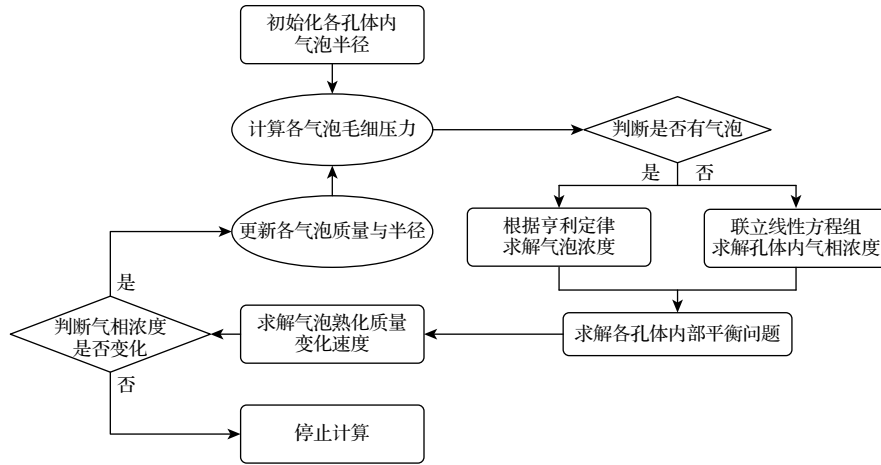 初始化各孔体内
气泡半径
计算各气泡毛细压力
判断是否有气泡
是
否
更新各气泡质量与半径
根据亨利定律
求解气泡浓度
联立线性方程组
求解孔体内气相浓度
是
判断气相浓度
是否变化
求解气泡熟化质量
变化速度
求解各孔体内部平衡问题
否
停止计算